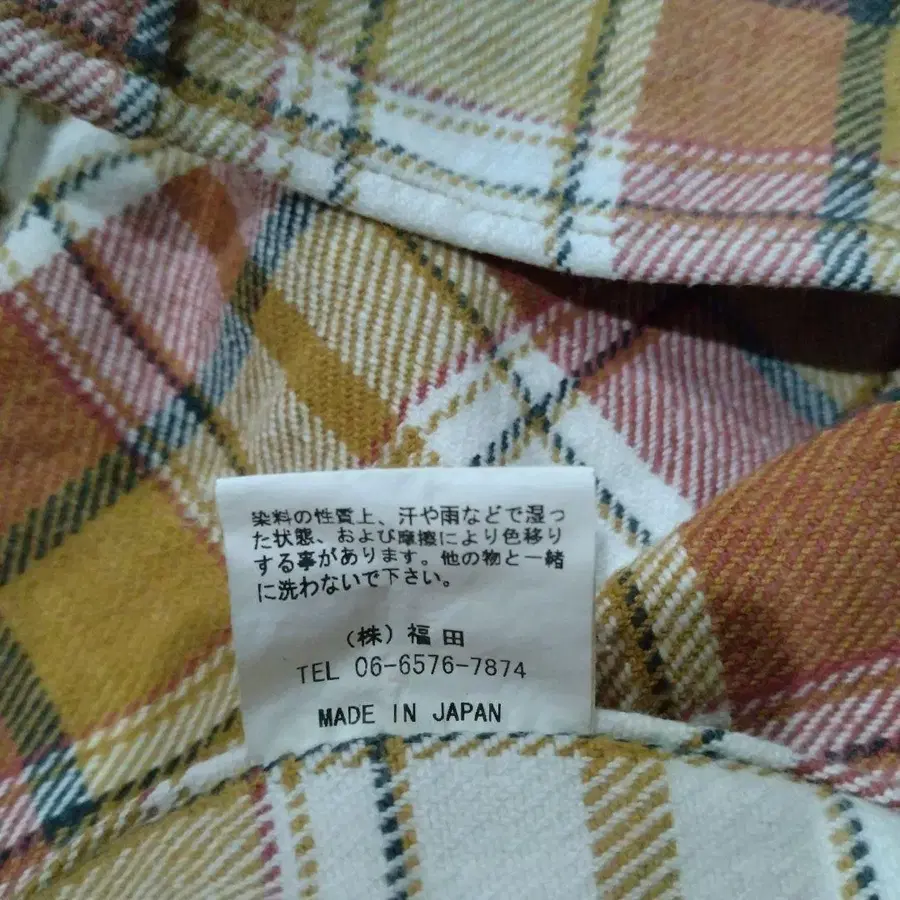 染料の性質上、汗や雨などで湿っ
た状態、および摩擦により色移り
する事があります。他の物と一緒
に洗わないで下さい。
(株)福田
TEL 06-6576-7874
MADE IN JAPAN